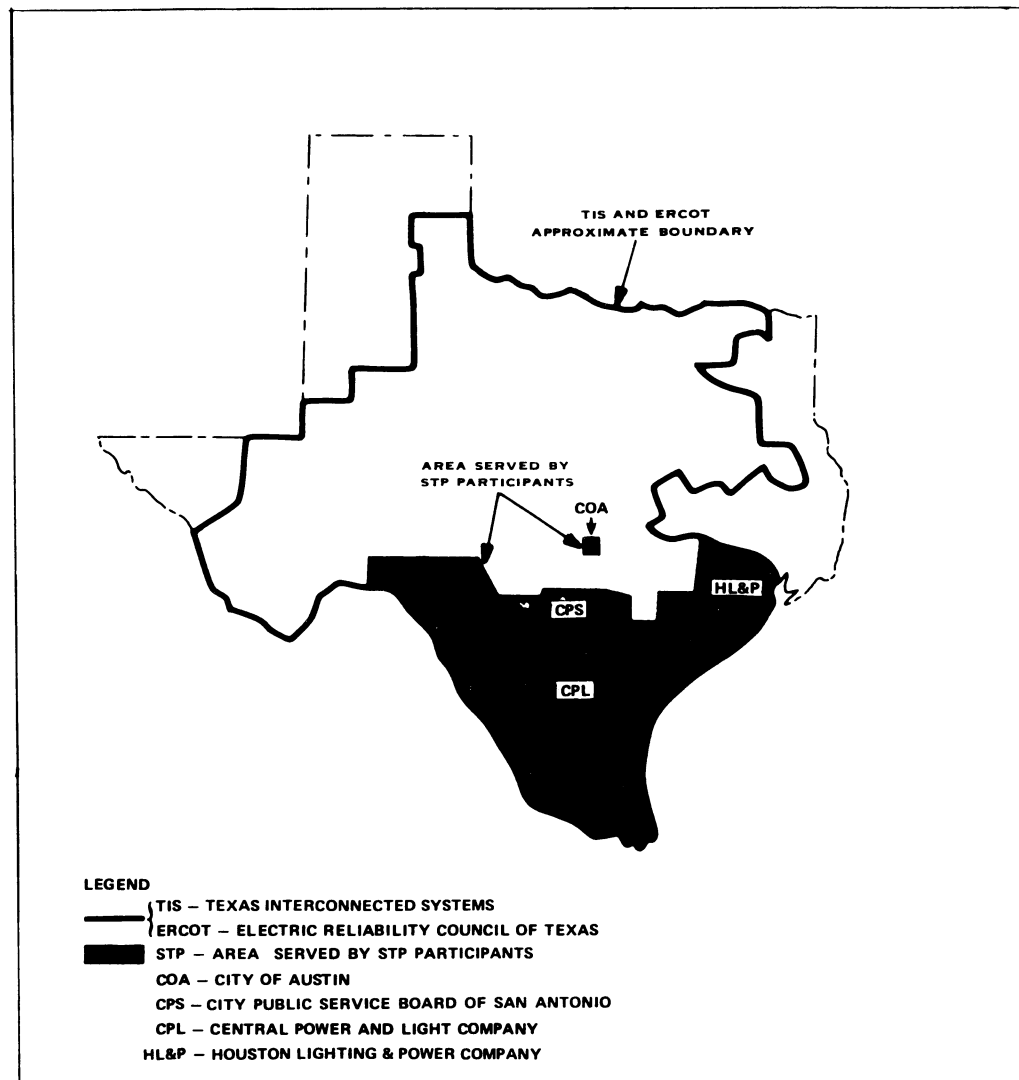 TIS AND ERCOT
APPROXIMATE BOUNDARY
AREA SERVED BY
STP PARTICIPANTS
COA
HL&P
CPS
CPL
LEGEND
TIS – TEXAS INTERCONNECTED SYSTEMS
ERCOT – ELECTRIC RELIABILITY COUNCIL OF TEXAS
STP – AREA SERVED BY STP PARTICIPANTS
COA – CITY OF AUSTIN
CPS – CITY PUBLIC SERVICE BOARD OF SAN ANTONIO
CPL – CENTRAL POWER AND LIGHT COMPANY
HL&P – HOUSTON LIGHTING & POWER COMPANY